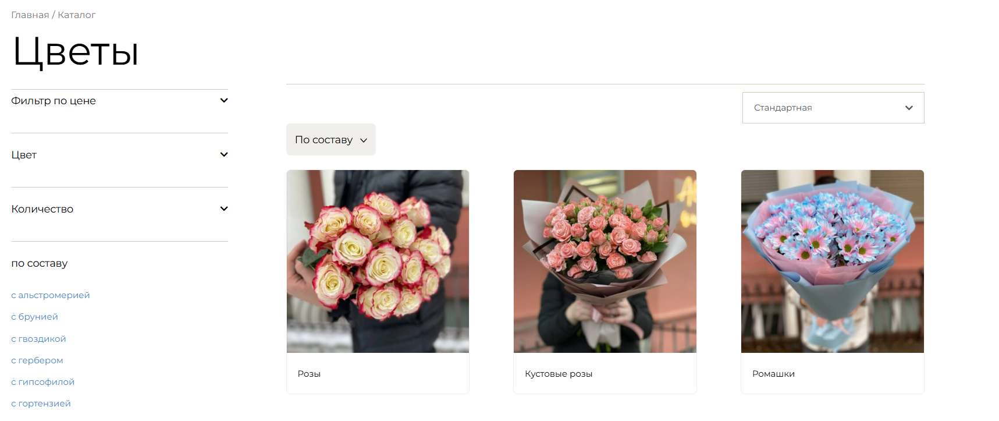 Главная / Каталог
Цветы
Фильтр по цене
Цвет
Количество
по составу
с альстромерией
с брунией
с гвоздикой
с гербером
с гипсофилой
с гортензией
Стандартная
По составу
Розы
Кустовые розы
Ромашки